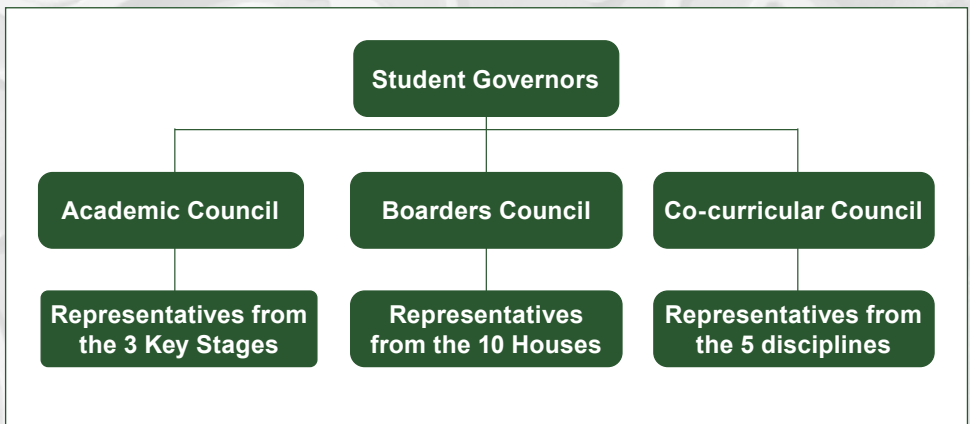 Student Governors
Academic Council
Boarders Council
Co-curricular Council
Representatives from
the 3 Key Stages
Representatives
from the 10 Houses
Representatives from
the 5 disciplines